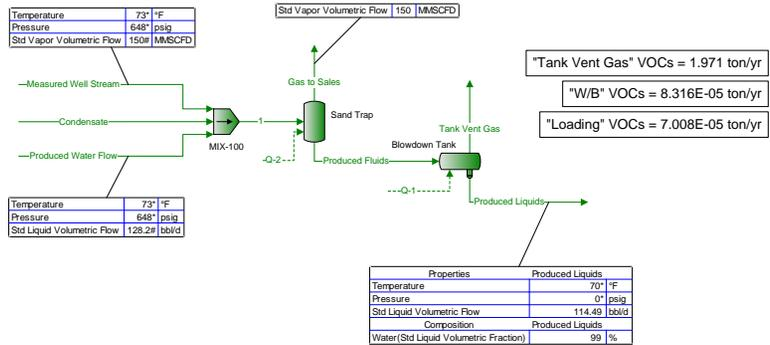 Temperature 73* °F
Pressure 648* psig
Std Vapor Volumetric Flow 150# MMSCFD
Std Vapor Volumetric Flow 150 MMSCFD
"Tank Vent Gas" VOCs = 1.971 ton/yr
"W/B" VOCs = 8.316E-05 ton/yr
"Loading" VOCs = 7.008E-05 ton/yr
Measured Well Stream
Gas to Sales
Condensate
1
Sand Trap
MIX-100
Tank Vent Gas
Blowdown Tank
Produced Water Flow
Q-2
Produced Fluids
Q-1
Produced Liquids
Temperature 73* °F
Pressure 648* psig
Std Liquid Volumetric Flow 128.2# bbl/d
Properties Produced Liquids
Temperature 70* °F
Pressure 0* psig
Std Liquid Volumetric Flow 114.49 bbl/d
Composition Produced Liquids
Water(Std Liquid Volumetric Fraction) 99 %